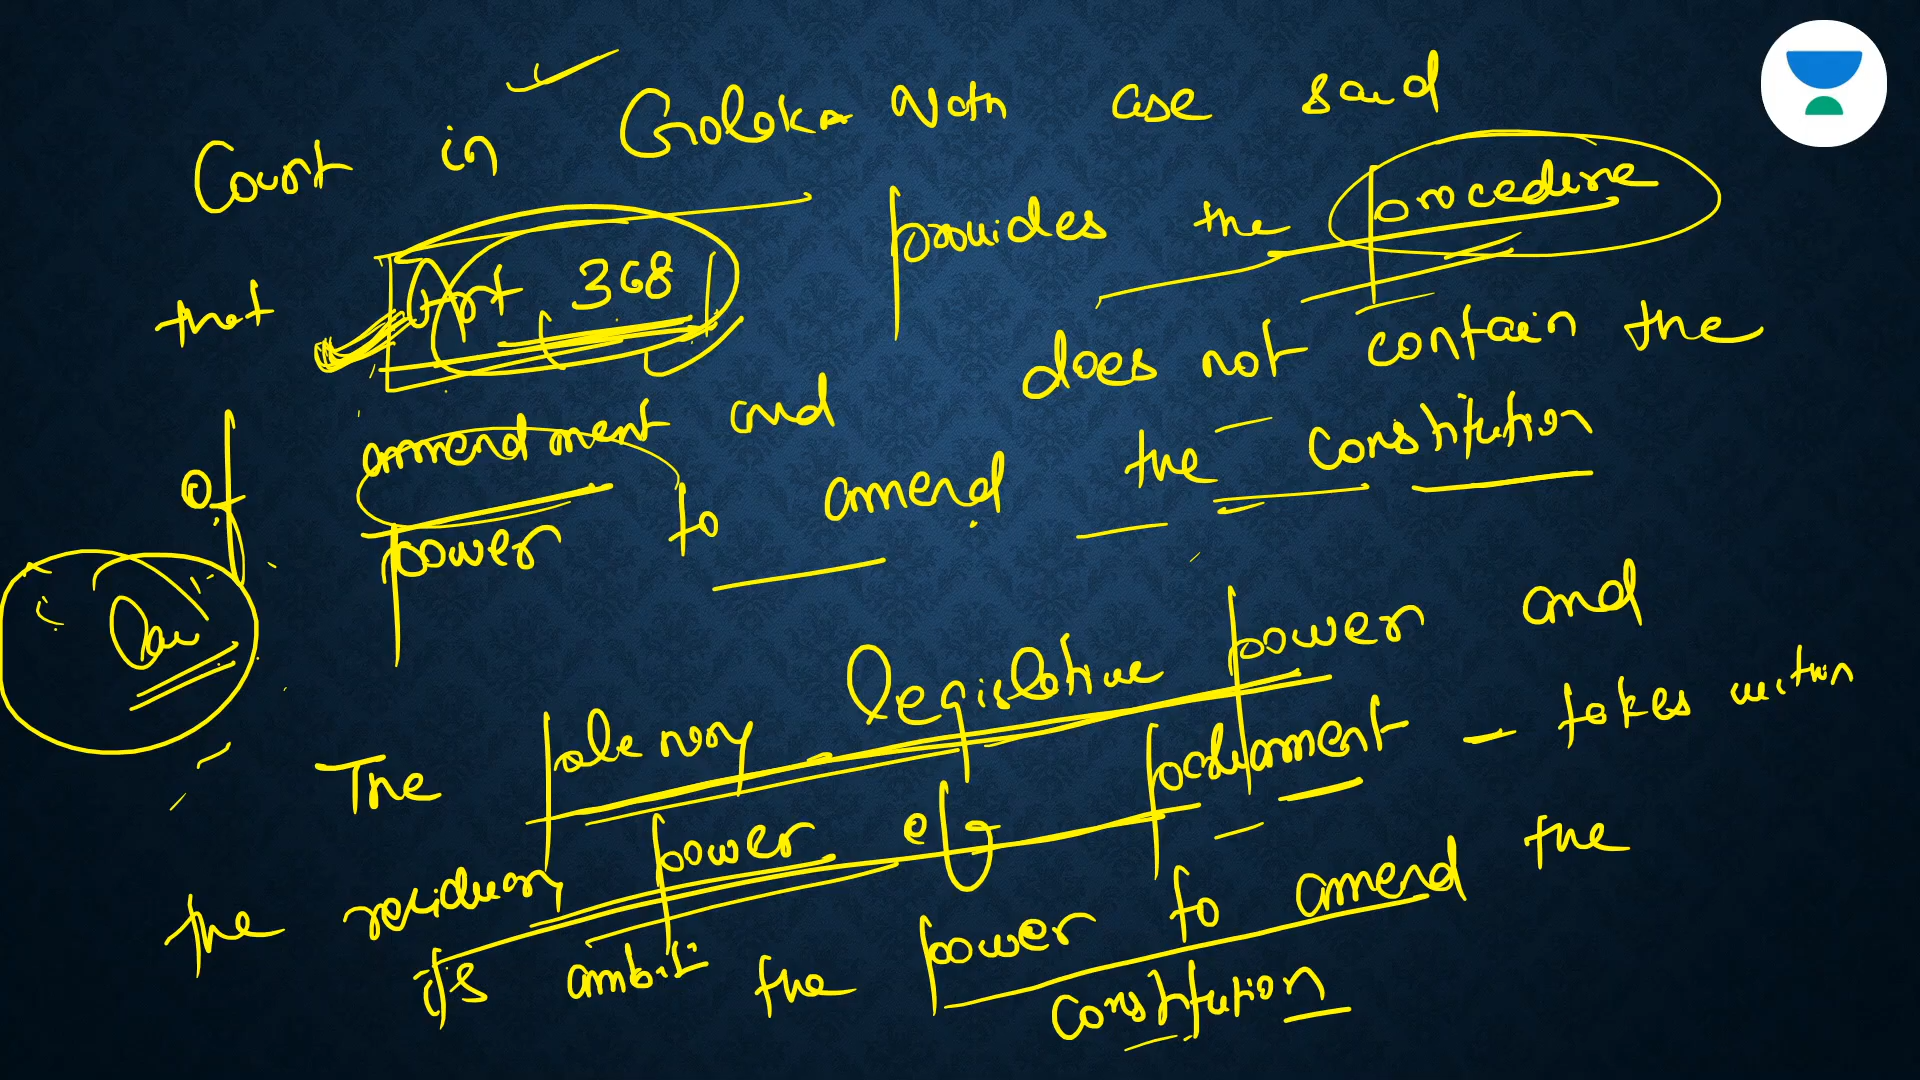 Court in Goloka Nath case said
that Art 368 provides the procedure
of amendment and does not contain the
power to amend the constitution
law
The plenary legislative power and
the residuary power of parliament - takes within
its ambit the power to amend the
constitution